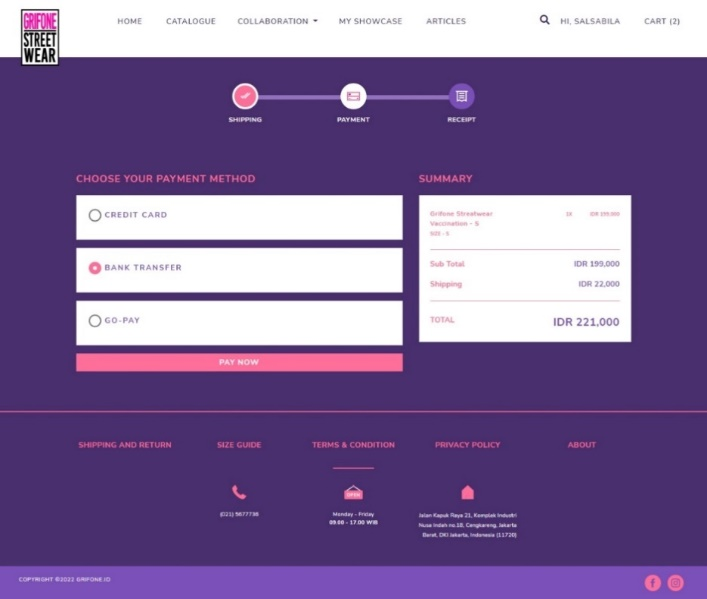 GRIFONE
STREET
WEAR
HOME CATALOGUE COLLABORATION MY SHOWCASE ARTICLES HI, SALSABILA CART (2)
SHIPPING PAYMENT RECEIPT
CHOOSE YOUR PAYMENT METHOD
CREDIT CARD
BANK TRANSFER
GO-PAY
PAY NOW
SUMMARY
Grifone Streetwear
Vaccination - S
IDR 199,000
Sub Total IDR 199,000
Shipping IDR 22,000
TOTAL IDR 221,000
SHIPPING AND RETURN SIZE GUIDE TERMS & CONDITION PRIVACY POLICY ABOUT
OPEN
(021) 5677736
Monday - Friday
09.00 - 17.00 WIB
Jalan Kapuk Raya 21, Komplek Industri
Nusa Indah no.18, Cengkareng, Jakarta
Barat, DKI Jakarta, Indonesia (11720)
COPYRIGHT ©2021 GRIFONE.ID